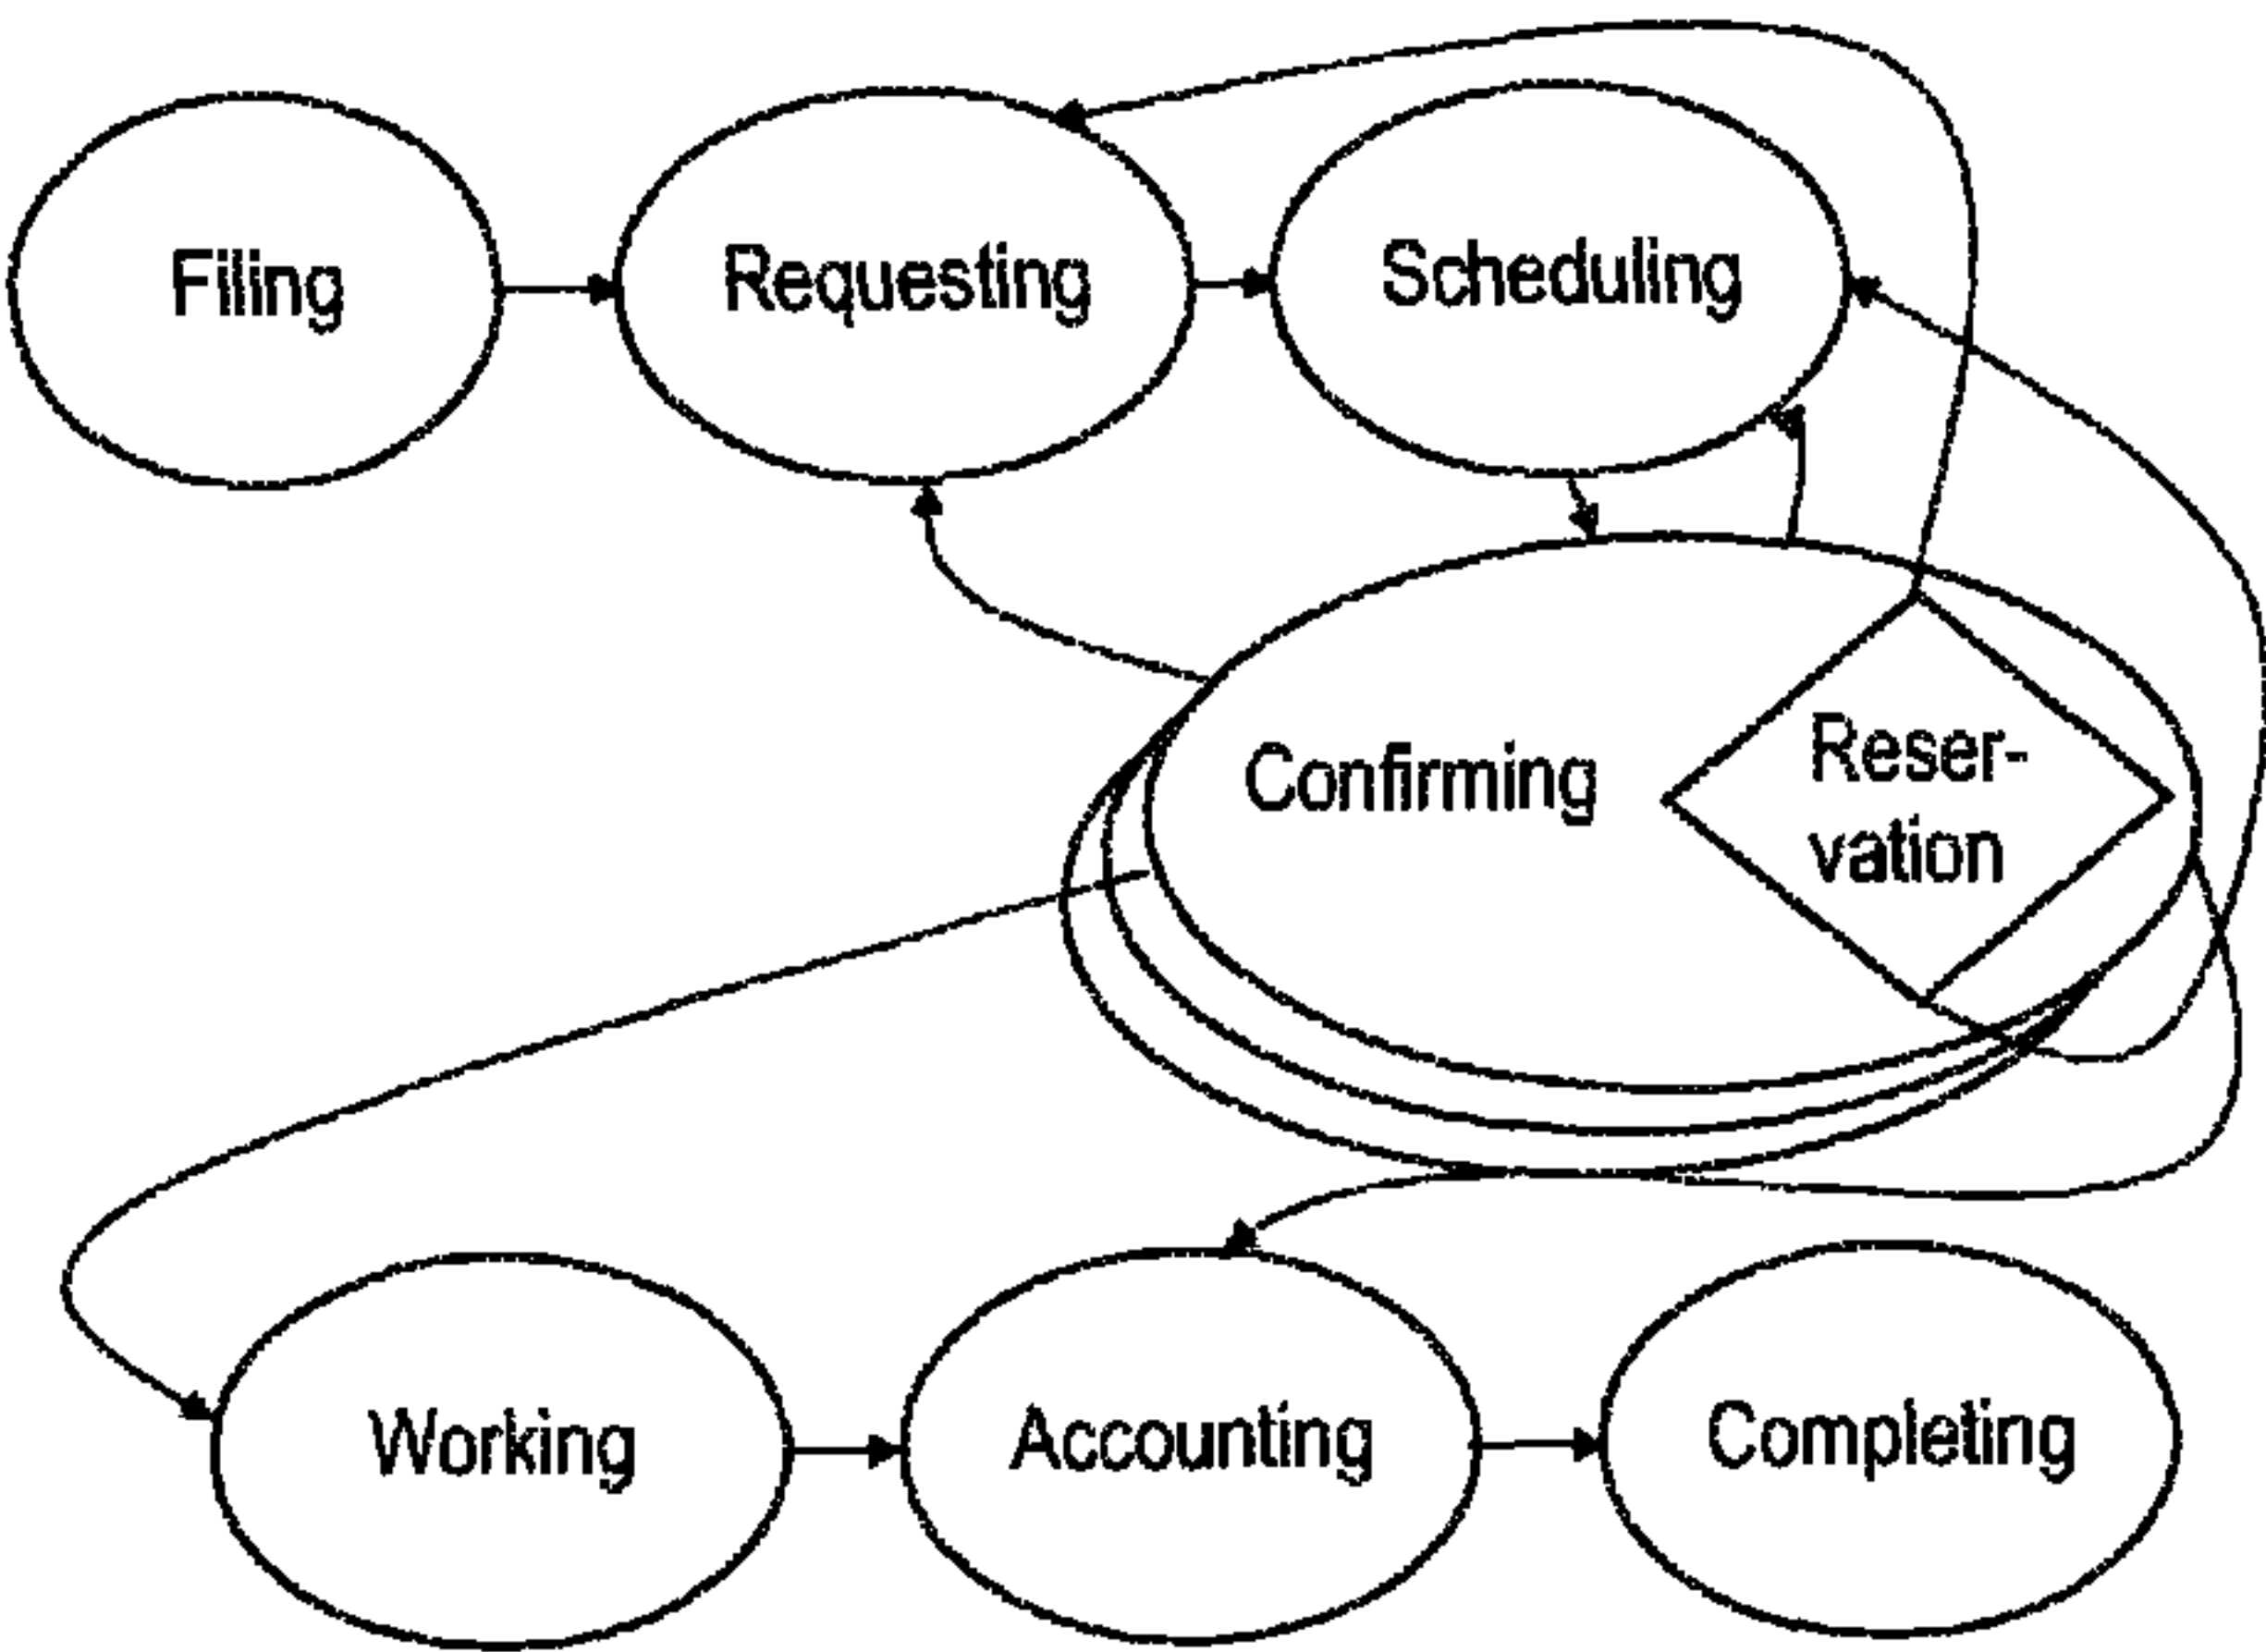 Filing
Requesting
Scheduling
Confirming
Reser-
vation
Working
Accounting
Completing